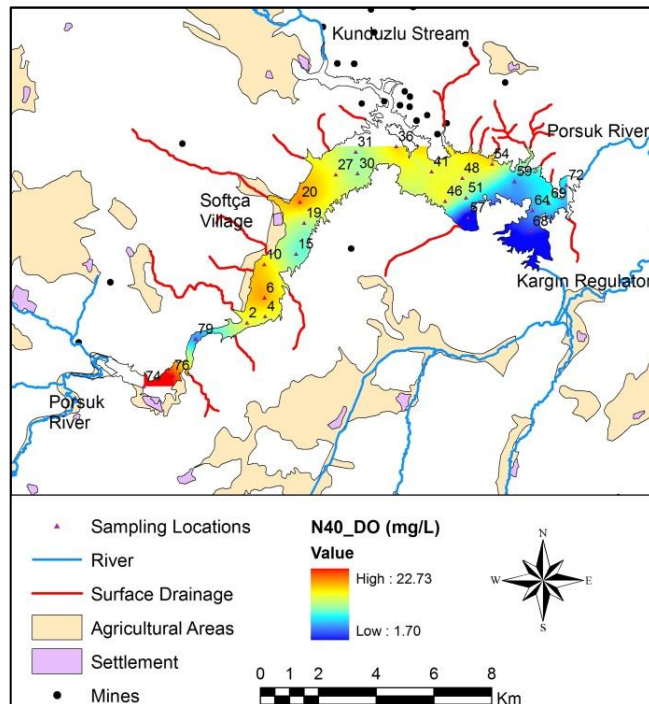 Kunduzlu Stream
Porsuk River
31
36
27
30
41
48
54
59
72
69
64
68
46
51
57
20
19
Softça
Village
15
10
6
4
2
79
76
74
Kargın Regulator
Porsuk
River
Sampling Locations
River
Surface Drainage
Agricultural Areas
Settlement
Mines
N40_DO (mg/L)
Value
High : 22.73
Low : 1.70
N
W
E
S
0 1 2 4 6 8
Km